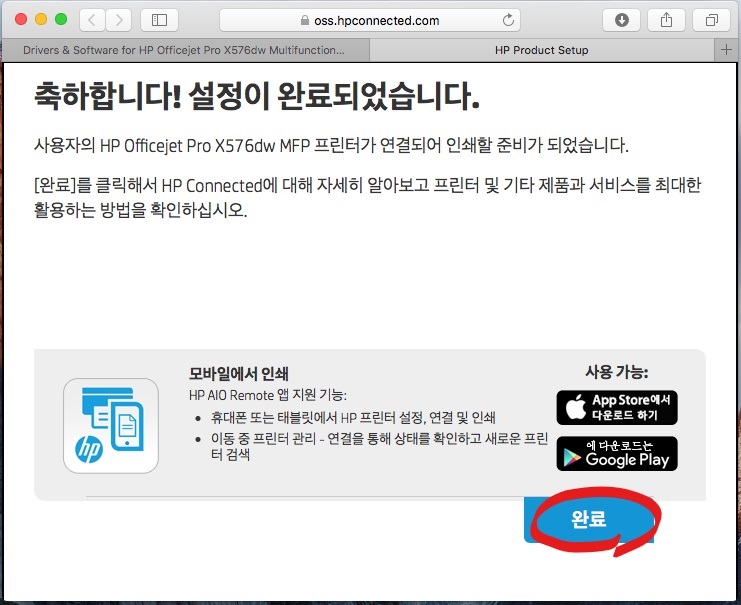 oss.hpconnected.com
Drivers & Software for HP Officejet Pro X576dw Multifunction...
HP Product Setup
축하합니다! 설정이 완료되었습니다.
사용자의 HP Officejet Pro X576dw MFP 프린터가 연결되어 인쇄할 준비가 되었습니다.
[완료]를 클릭해서 HP Connected에 대해 자세히 알아보고 프린터 및 기타 제품과 서비스를 최대한
활용하는 방법을 확인하십시오.
hp
모바일에서 인쇄
HP AIO Remote 앱 지원 기능:
• 휴대폰 또는 태블릿에서 HP 프린터 설정, 연결 및 인쇄
• 이동 중 프린터 관리 - 연결을 통해 상태를 확인하고 새로운 프린
터 검색
사용 가능:
App Store에서
다운로드 하기
에 다운로드는
Google Play
완료